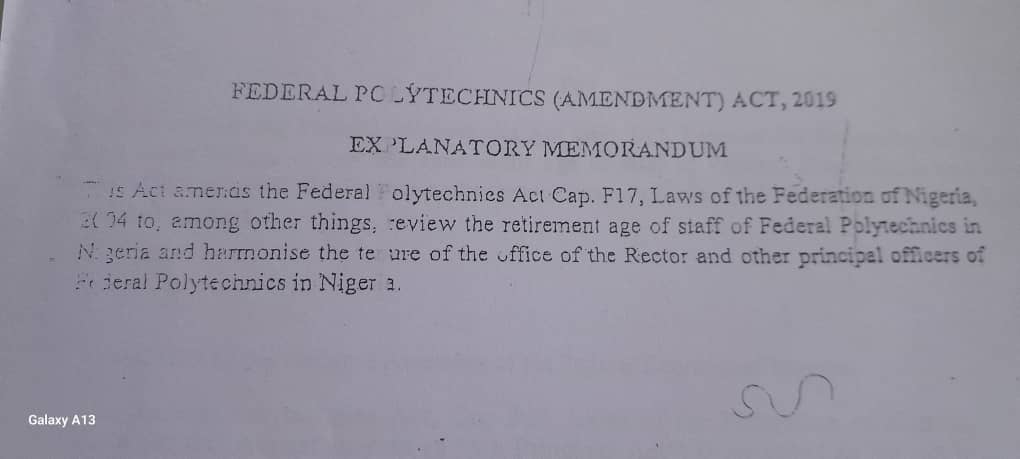 FEDERAL POLYTECHNICS (AMENDMENT) ACT, 2019
EXPLANATORY MEMORANDUM
This Act amends the Federal Polytechnics Act Cap. F17, Laws of the Federation of Nigeria,
2004 to, among other things, review the retirement age of staff of Federal Polytechnics in
Nigeria and harmonise the tenure of the office of the Rector and other principal officers of
Federal Polytechnics in Nigeria.
Galaxy A13